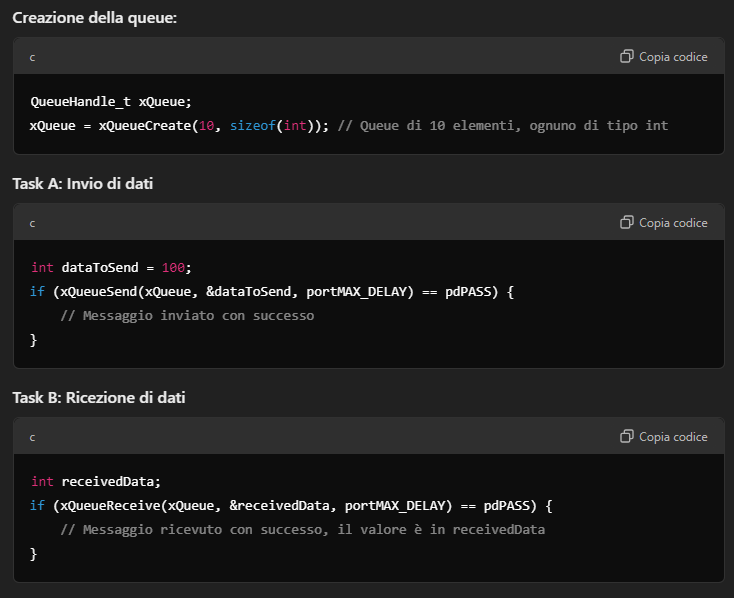 Creazione della queue:
c
Copia codice
QueueHandle_t xQueue;
xQueue = xQueueCreate(10, sizeof(int)); // Queue di 10 elementi, ognuno di tipo int
Task A: Invio di dati
c
Copia codice
int dataToSend = 100;
if (xQueueSend(xQueue, &dataToSend, portMAX_DELAY) == pdPASS) {
    // Messaggio inviato con successo
}
Task B: Ricezione di dati
c
Copia codice
int receivedData;
if (xQueueReceive(xQueue, &receivedData, portMAX_DELAY) == pdPASS) {
    // Messaggio ricevuto con successo, il valore è in receivedData
}